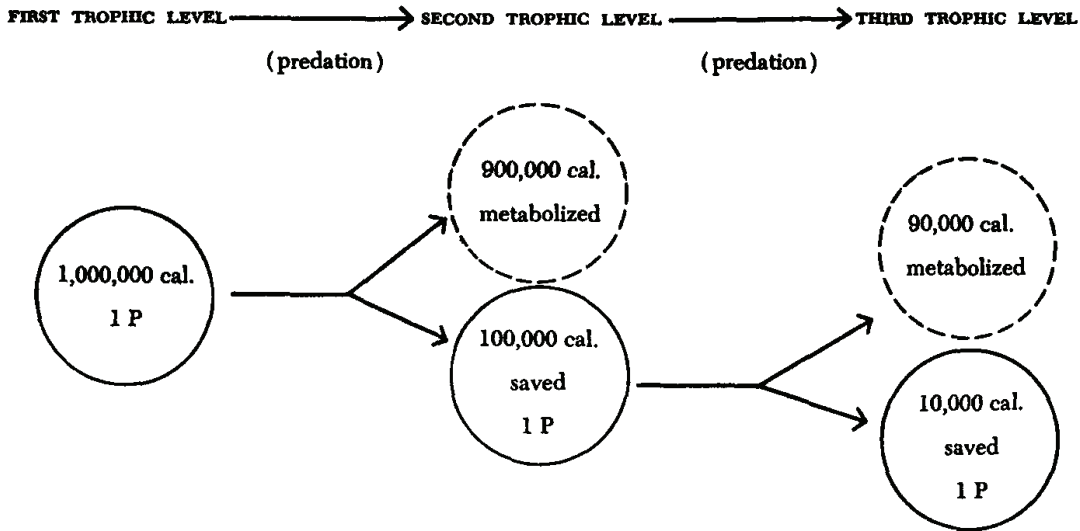 FIRST TROPHIC LEVEL SECOND TROPHIC LEVEL THIRD TROPHIC LEVEL
(predation) (predation)
1,000,000 cal.
1 P
900,000 cal.
metabolized
100,000 cal.
saved
1 P
90,000 cal.
metabolized
10,000 cal.
saved
1 P